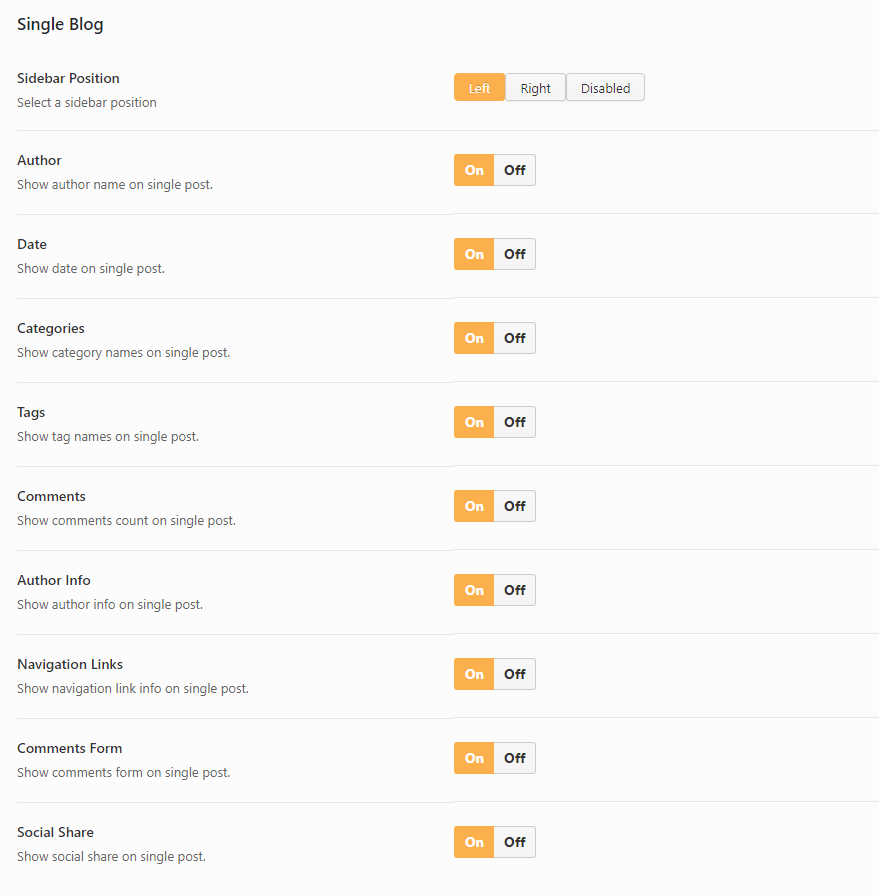 Single Blog
Sidebar Position
Left Right Disabled
Select a sidebar position
Author
On Off
Show author name on single post.
Date
On Off
Show date on single post.
Categories
On Off
Show category names on single post.
Tags
On Off
Show tag names on single post.
Comments
On Off
Show comments count on single post.
Author Info
On Off
Show author info on single post.
Navigation Links
On Off
Show navigation link info on single post.
Comments Form
On Off
Show comments form on single post.
Social Share
On Off
Show social share on single post.